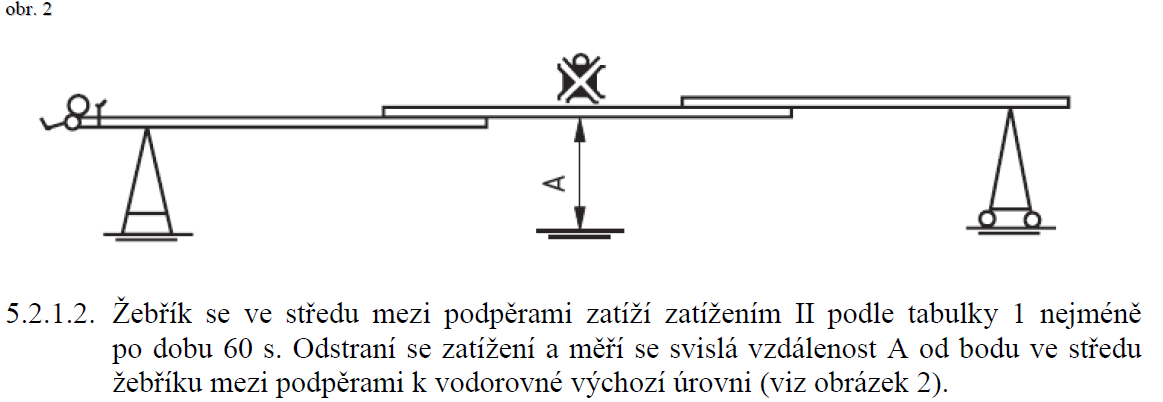 obr. 2
A
5.2.1.2. Žebřík se ve středu mezi podpěrami zatíží zatížením II podle tabulky 1 nejméně
po dobu 60 s. Odstraní se zatížení a měří se svislá vzdálenost A od bodu ve středu
žebříku mezi podpěrami k vodorovné výchozí úrovni (viz obrázek 2).